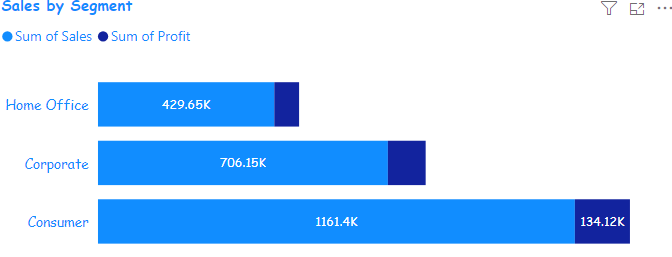 Sales by Segment
Sum of Sales Sum of Profit
Home Office 429.65K
Corporate 706.15K
Consumer 1161.4K 134.12K